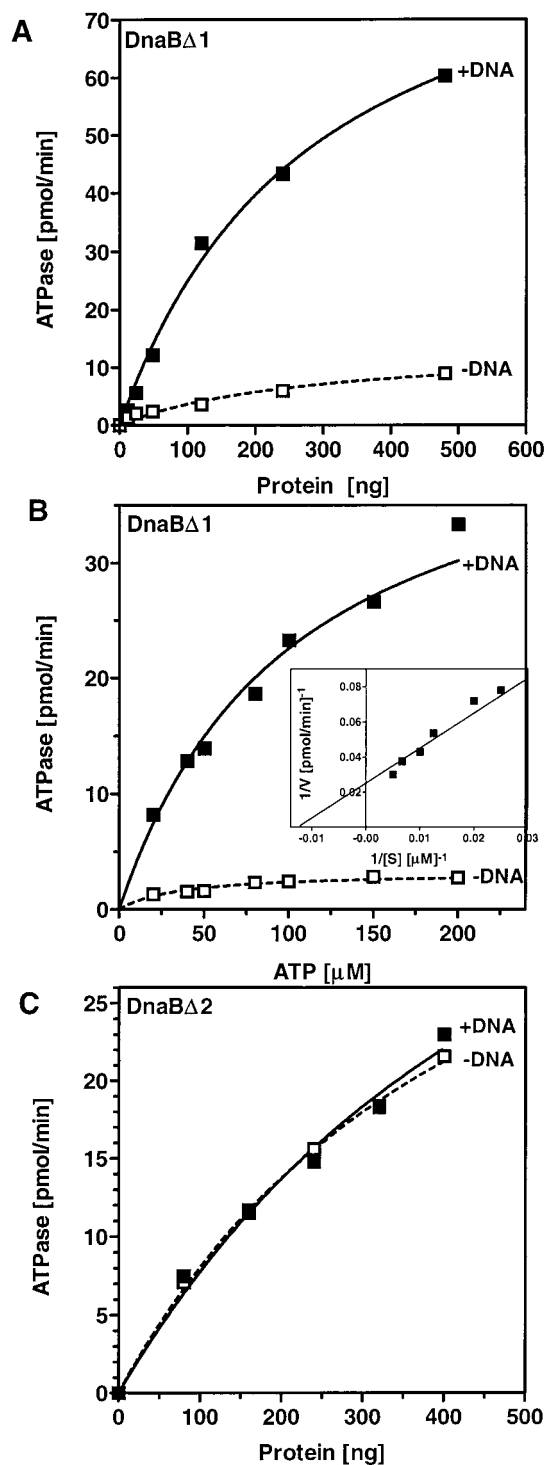 A
DnaBΔ1
70
60
50
40
30
20
10
0
ATPase [pmol/min]
+DNA
-DNA
0 100 200 300 400 500 600
Protein [ng]
B
DnaBΔ1
30
20
10
0
ATPase [pmol/min]
+DNA
0.08
0.06
0.04
0.02
1/V [pmol/min]-1
-0.01 -0.00 0.01 0.02 0.03
1/[S] [μM]-1
-DNA
0 50 100 150 200
ATP [μM]
C
DnaBΔ2
25
20
15
10
5
0
ATPase [pmol/min]
+DNA
-DNA
0 100 200 300 400 500
Protein [ng]